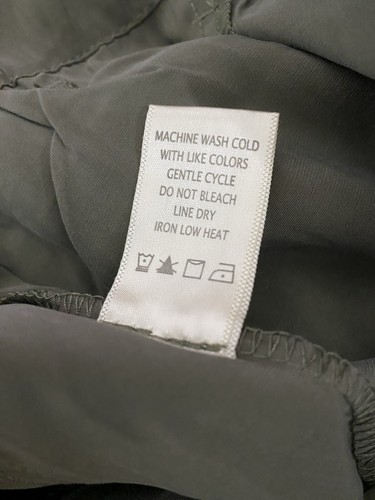 MACHINE WASH COLD
WITH LIKE COLORS
GENTLE CYCLE
DO NOT BLEACH
LINE DRY
IRON LOW HEAT